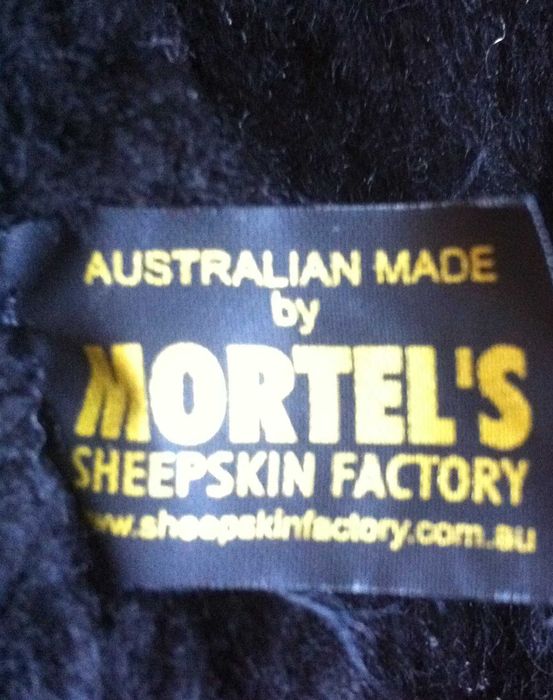 AUSTRALIAN MADE
by
MORTEL'S
SHEEPSKIN FACTORY
www.sheepskinfactory.com.au